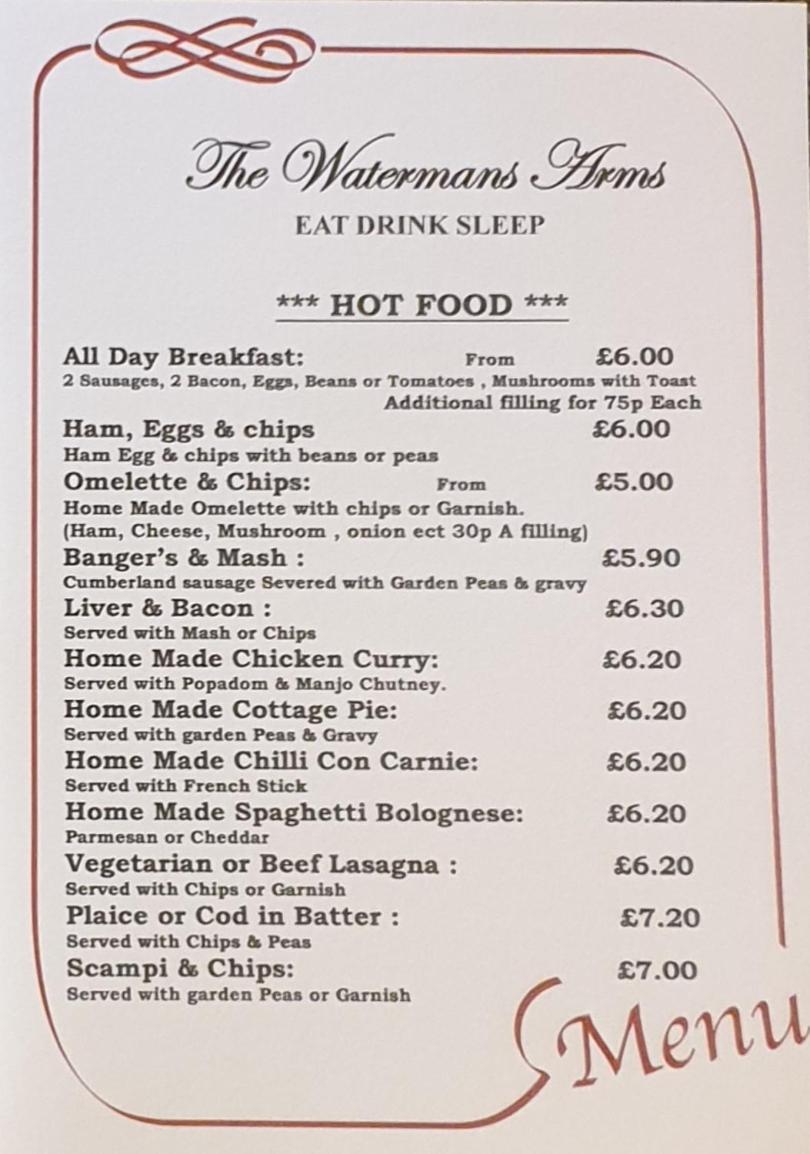 The Watermans Arms
EAT DRINK SLEEP
*** HOT FOOD ***
All Day Breakfast: From £6.00
2 Sausages, 2 Bacon, Eggs, Beans or Tomatoes , Mushrooms with Toast
Additional filling for 75p Each
Ham, Eggs & chips £6.00
Ham Egg & chips with beans or peas
Omelette & Chips: From £5.00
Home Made Omelette with chips or Garnish.
(Ham, Cheese, Mushroom , onion ect 30p A filling)
Banger's & Mash : £5.90
Cumberland sausage Severed with Garden Peas & gravy
Liver & Bacon : £6.30
Served with Mash or Chips
Home Made Chicken Curry: £6.20
Served with Popadom & Manjo Chutney.
Home Made Cottage Pie: £6.20
Served with garden Peas & Gravy
Home Made Chilli Con Carnie: £6.20
Served with French Stick
Home Made Spaghetti Bolognese: £6.20
Parmesan or Cheddar
Vegetarian or Beef Lasagna : £6.20
Served with Chips or Garnish
Plaice or Cod in Batter : £7.20
Served with Chips & Peas
Scampi & Chips: £7.00
Served with garden Peas or Garnish
Menu